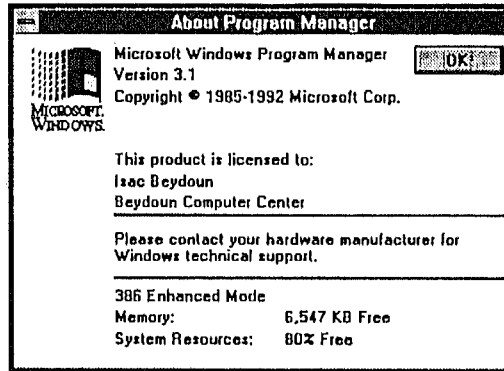 About Program Manager
Microsoft Windows Program Manager
OK
Version 3.1
Copyright © 1985-1992 Microsoft Corp.
MICROSOFT.
WINDOWS.
This product is licensed to:
Isac Beydoun
Beydoun Computer Center
Please contact your hardware manufacturer for
Windows technical support.
386 Enhanced Mode
Memory: 6,547 KB Free
System Resources: 80% Free